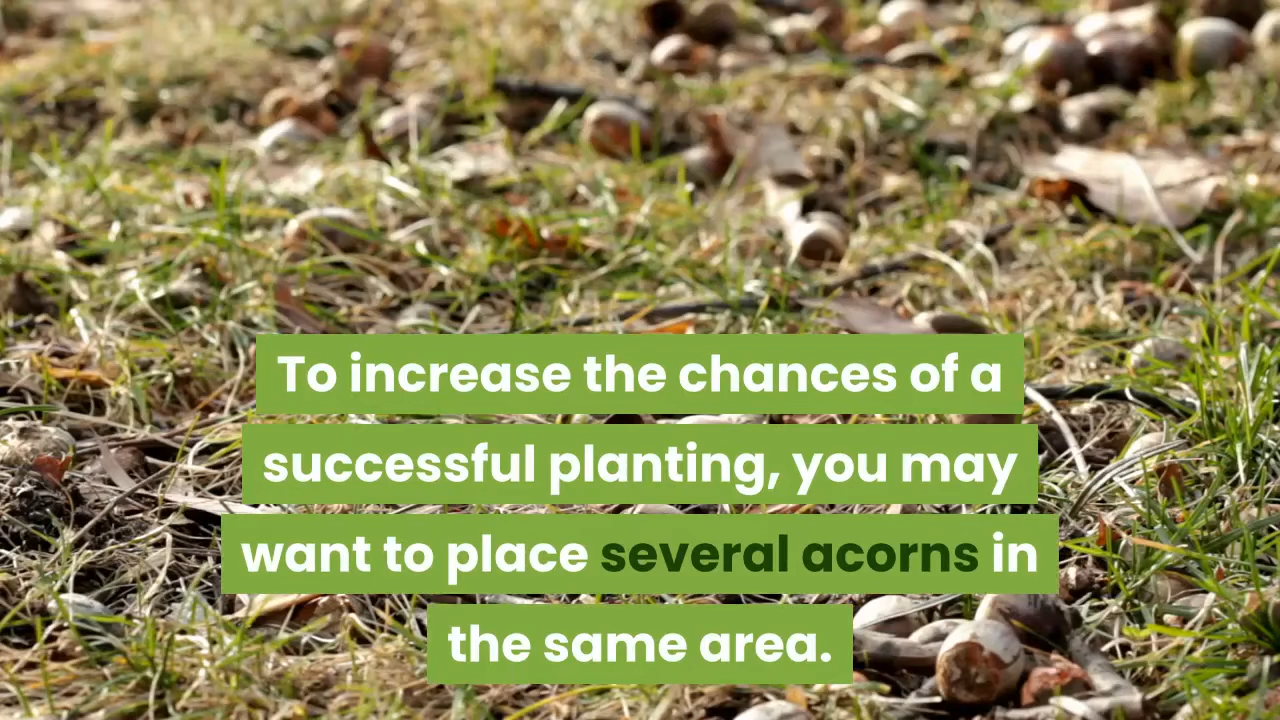 To increase the chances of a
successful planting, you may
want to place several acorns in
the same area.